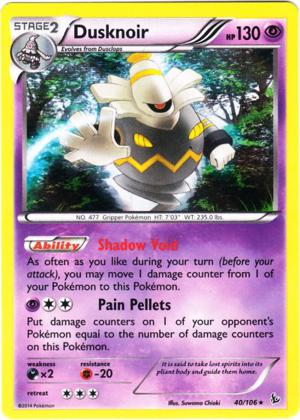 STAGE2
Dusknoir
HP 130
Evolves from Dusclops
NO. 477 Gripper Pokémon HT: 7'03" WT: 235.0 lbs.
Ability Shadow Void
As often as you like during your turn (before your
attack), you may move 1 damage counter from 1 of
your Pokémon to this Pokémon.
Pain Pellets
Put damage counters on 1 of your opponent's
Pokémon equal to the number of damage counters
on this Pokémon.
weakness
×2
resistance
-20
retreat
It is said to take lost spirits into its
pliant body and guide them home.
Illus. Suwama Chiaki
40/106★
©2014 Pokémon